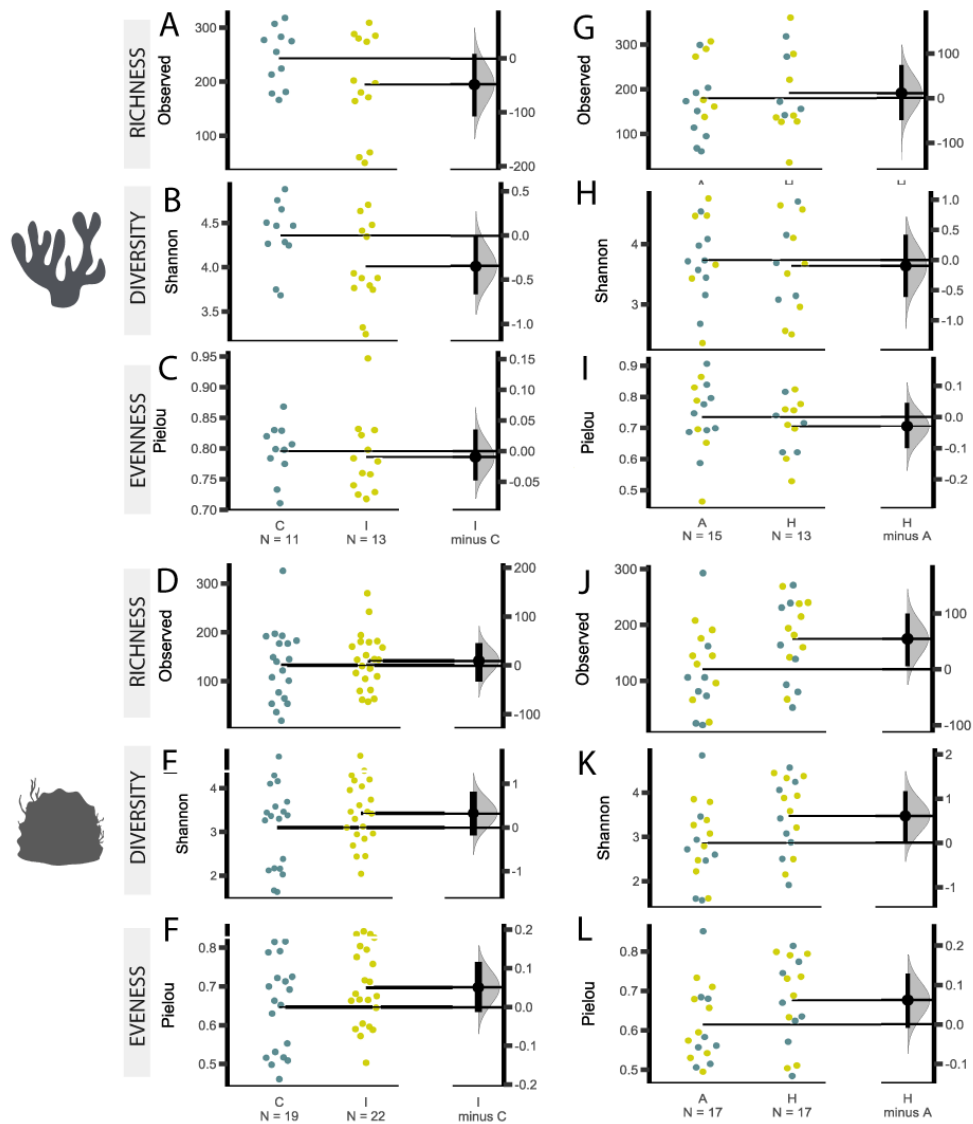 RICHNESS
A
Observed
300
200
100
0
-100
-200
G
Observed
300
200
100
100
0
-100
A H H
DIVERSITY
B
Shannon
4.5
4.0
3.5
0.5
0.0
-0.5
-1.0
H
Shannon
4
3
1.0
0.5
0.0
-0.5
-1.0
EVENNESS
C
Pielou
0.95
0.90
0.85
0.80
0.75
0.70
0.15
0.10
0.05
0.00
-0.05
C I I
N = 11 N = 13 minus C
I
Pielou
0.9
0.8
0.7
0.6
0.5
0.1
0.0
-0.1
-0.2
A H H
N = 15 N = 13 minus A
RICHNESS
D
Observed
300
200
100
200
100
0
-100
J
Observed
300
200
100
100
0
-100
DIVERSITY
E
Shannon
4
3
2
1
0
-1
K
Shannon
4
3
2
2
1
0
-1
EVENESS
F
Pielou
0.8
0.7
0.6
0.5
0.2
0.1
0.0
-0.1
-0.2
C I I
N = 19 N = 22 minus C
L
Pielou
0.8
0.7
0.6
0.5
0.2
0.1
0.0
-0.1
A H H
N = 17 N = 17 minus A